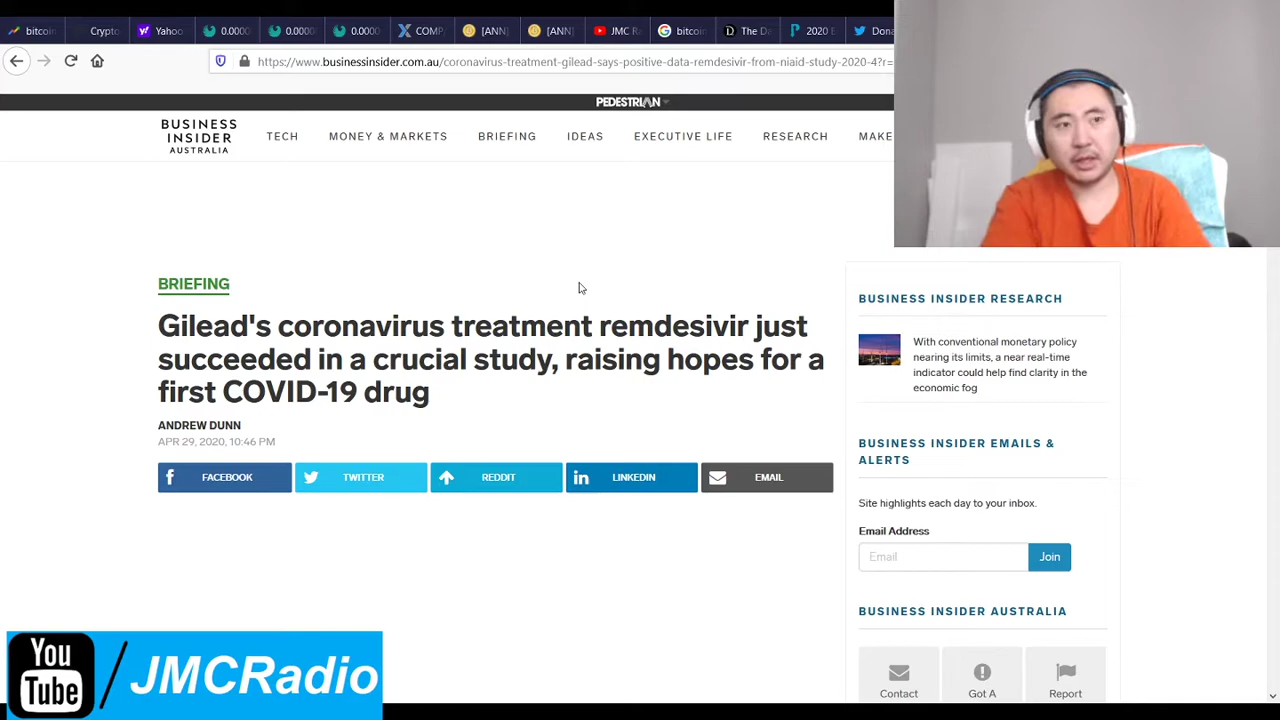 bitcoin
Crypto
Yahoo
0.0000
0.0000
0.0000
COMP
[ANN]
[ANN]
JMC R
bitcoin
The Da
2020 E
Dona
https://www.businessinsider.com.au/coronavirus-treatment-gilead-says-positive-data-remdesivir-from-niaid-study-2020-4?r=
PEDESTRIAN
BUSINESS
INSIDER
AUSTRALIA
TECH
MONEY & MARKETS
BRIEFING
IDEAS
EXECUTIVE LIFE
RESEARCH
MAKE
BRIEFING
Gilead's coronavirus treatment remdesivir just
succeeded in a crucial study, raising hopes for a
first COVID-19 drug
ANDREW DUNN
APR 29, 2020, 10:46 PM
FACEBOOK
TWITTER
REDDIT
LINKEDIN
EMAIL
BUSINESS INSIDER RESEARCH
With conventional monetary policy
nearing its limits, a near real-time
indicator could help find clarity in the
economic fog
BUSINESS INSIDER EMAILS &
ALERTS
Site highlights each day to your inbox.
Email Address
Email
Join
BUSINESS INSIDER AUSTRALIA
Contact
Got A
Report
You
Tube
/JMCRadio